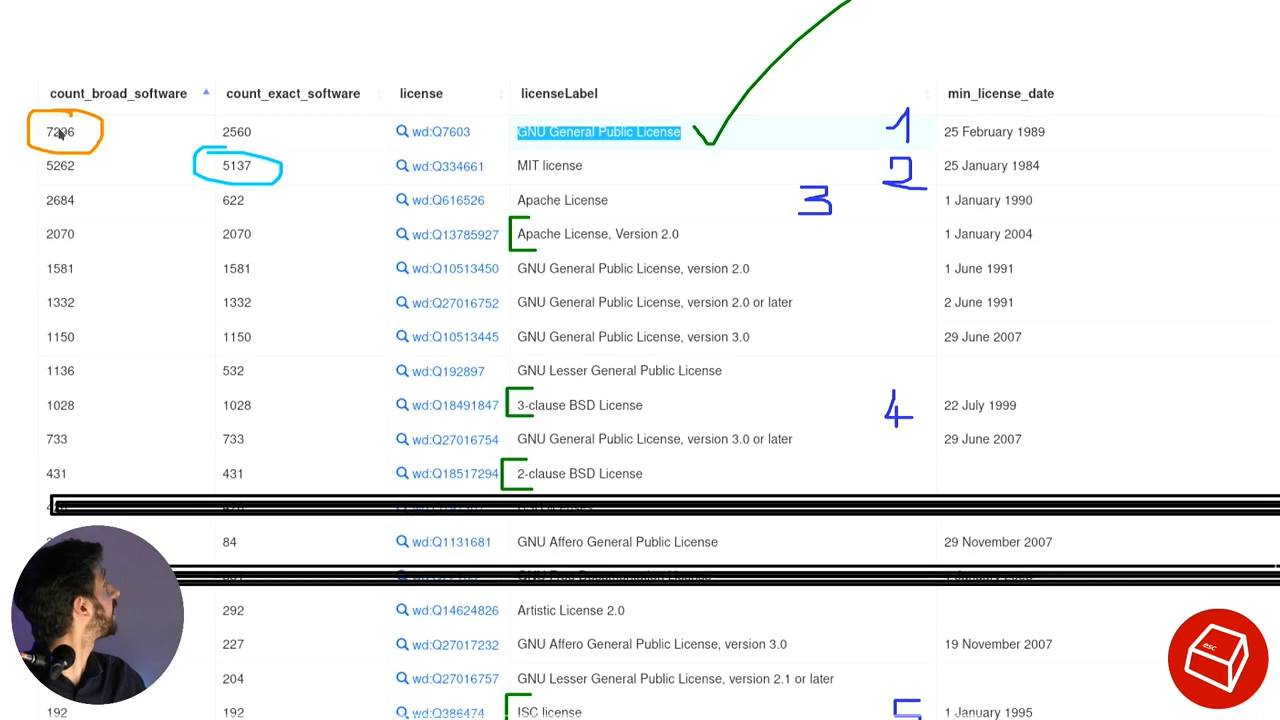 count_broad_software count_exact_software license licenseLabel min_license_date
2560 wd:Q7603 GNU General Public License 1 25 February 1989
5262 5137 wd:Q334661 MIT license 2 25 January 1984
2684 622 wd:Q616526 Apache License 3 1 January 1990
2070 2070 wd:Q13785927 Apache License, Version 2.0 1 January 2004
1581 1581 wd:Q10513450 GNU General Public License, version 2.0 1 June 1991
1332 1332 wd:Q27016752 GNU General Public License, version 2.0 or later 2 June 1991
1150 1150 wd:Q10513445 GNU General Public License, version 3.0 29 June 2007
1136 532 wd:Q192897 GNU Lesser General Public License
1028 1028 wd:Q18491847 3-clause BSD License 4 22 July 1999
733 733 wd:Q27016754 GNU General Public License, version 3.0 or later 29 June 2007
431 431 wd:Q18517294 2-clause BSD License
84 wd:Q1131681 GNU Affero General Public License 29 November 2007
GNU Free Documentation License
292 wd:Q14624826 Artistic License 2.0
227 wd:Q27017232 GNU Affero General Public License, version 3.0 19 November 2007
204 wd:Q27016757 GNU Lesser General Public License, version 2.1 or later
192 192 wd:Q386474 ISC license 5 1 January 1995
esc